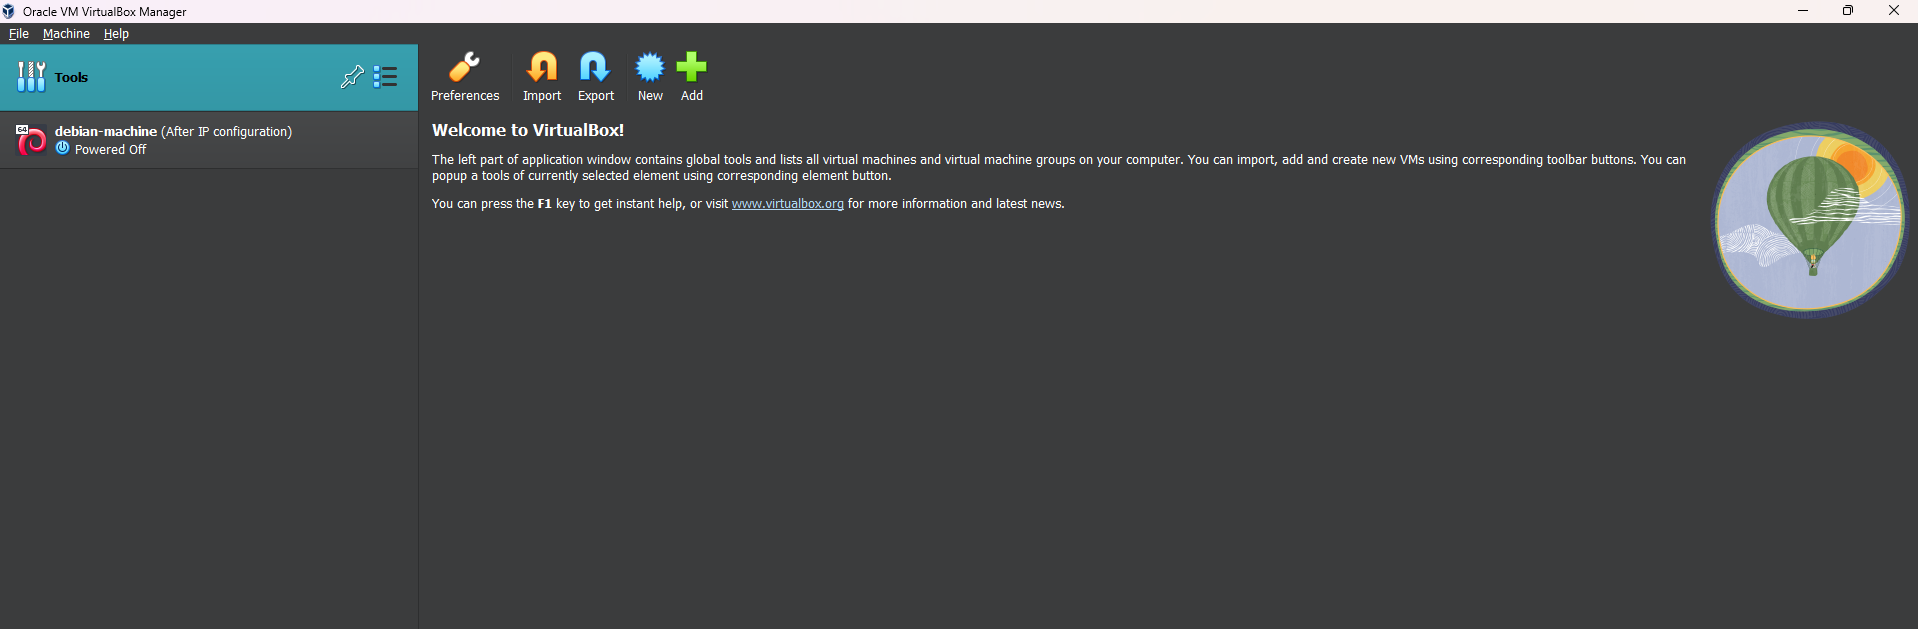 Oracle VM VirtualBox Manager
File Machine Help
Tools
64
debian-machine (After IP configuration)
Powered Off
Preferences Import Export New Add
Welcome to VirtualBox!
The left part of application window contains global tools and lists all virtual machines and virtual machine groups on your computer. You can import, add and create new VMs using corresponding toolbar buttons. You can
popup a tools of currently selected element using corresponding element button.
You can press the F1 key to get instant help, or visit www.virtualbox.org for more information and latest news.